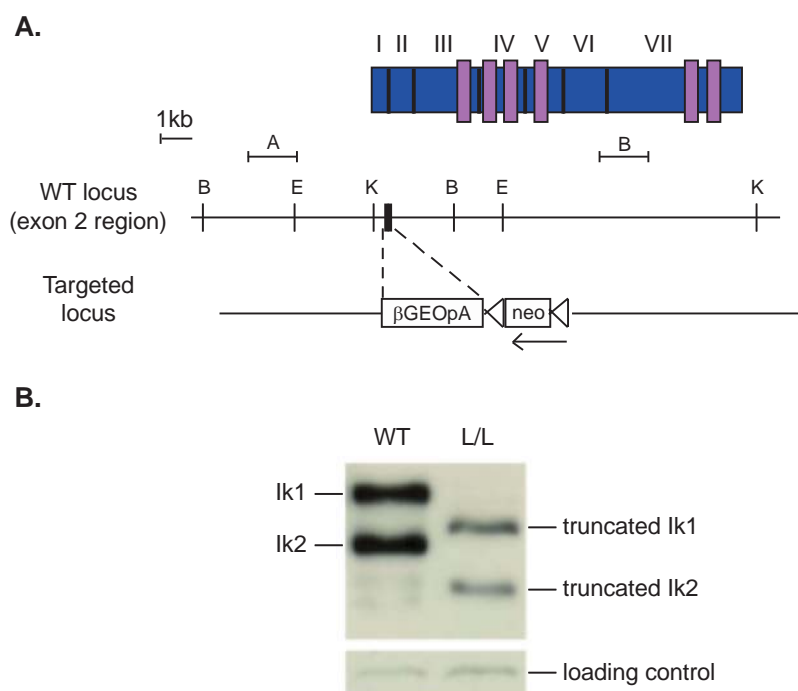 A.
I II III IV V VI VII
1kb
A B
B E K B E K
WT locus
(exon 2 region)
Targeted
locus
βGEOpA neo
B.
WT L/L
Ik1
Ik2
truncated Ik1
truncated Ik2
loading control